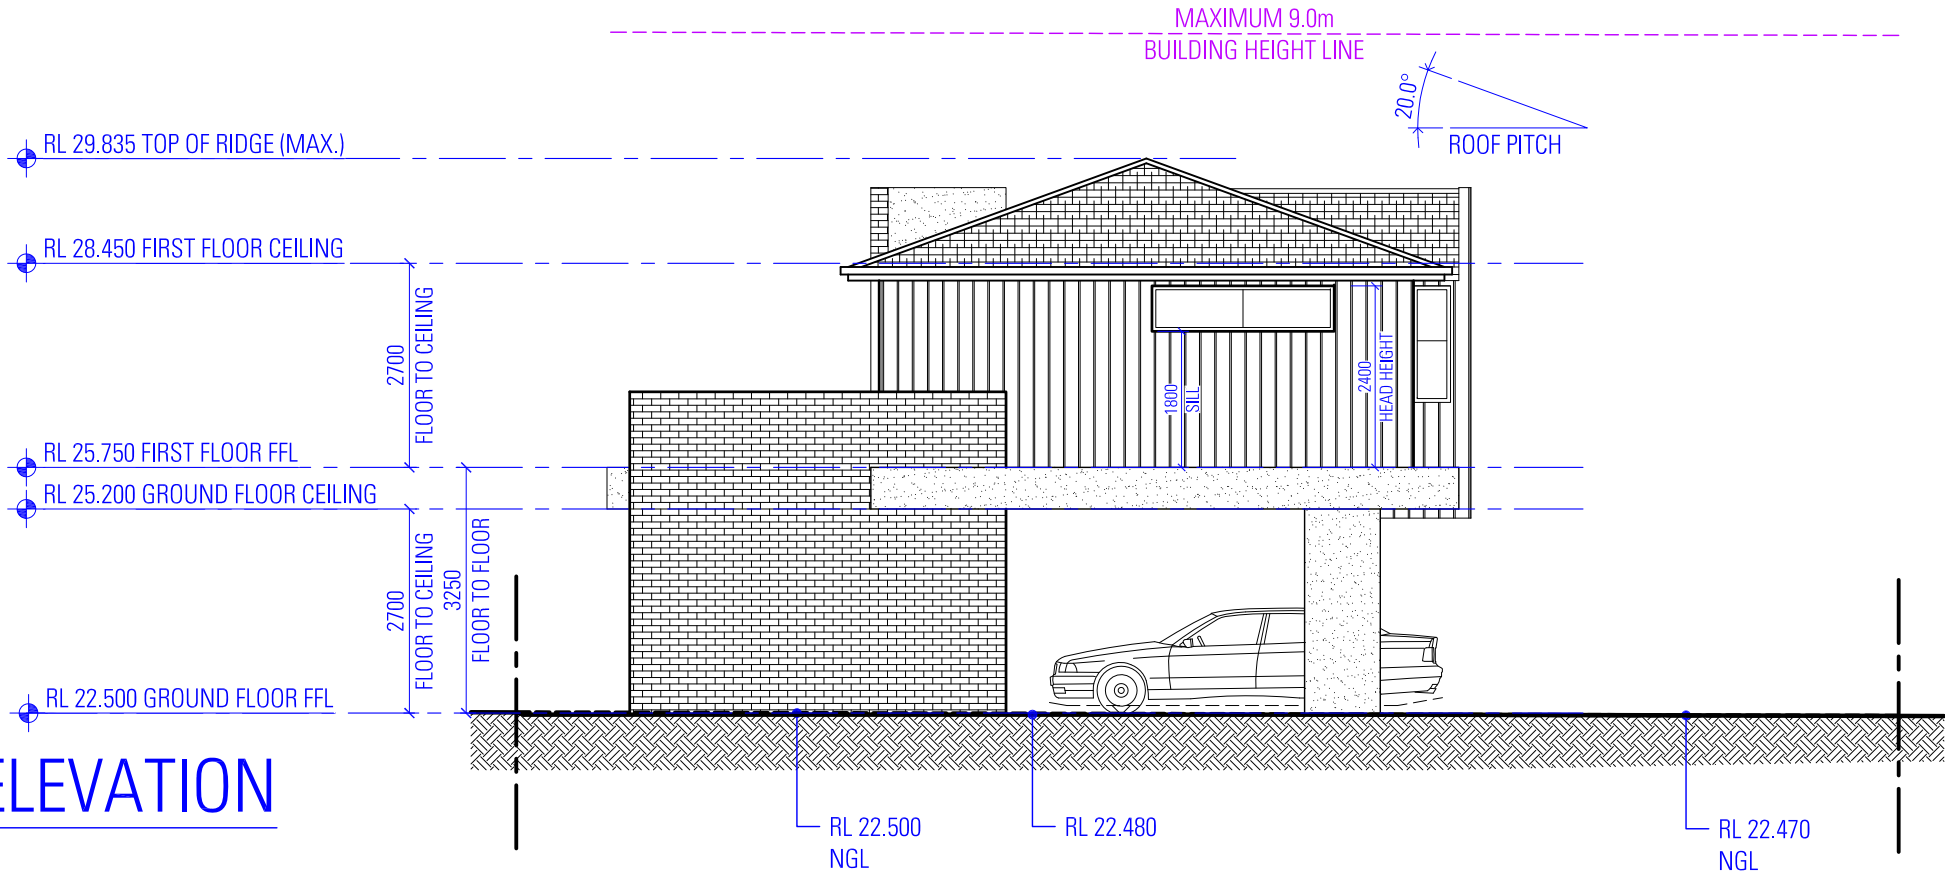 MAXIMUM 9.0m
BUILDING HEIGHT LINE
20.0°
ROOF PITCH
RL 29.835 TOP OF RIDGE (MAX.)
RL 28.450 FIRST FLOOR CEILING
2700
FLOOR TO CEILING
1800
SILL
2400
HEAD HEIGHT
RL 25.750 FIRST FLOOR FFL
RL 25.200 GROUND FLOOR CEILING
2700
FLOOR TO CEILING
3250
FLOOR TO FLOOR
RL 22.500 GROUND FLOOR FFL
ELEVATION
RL 22.500
NGL
RL 22.480
RL 22.470
NGL